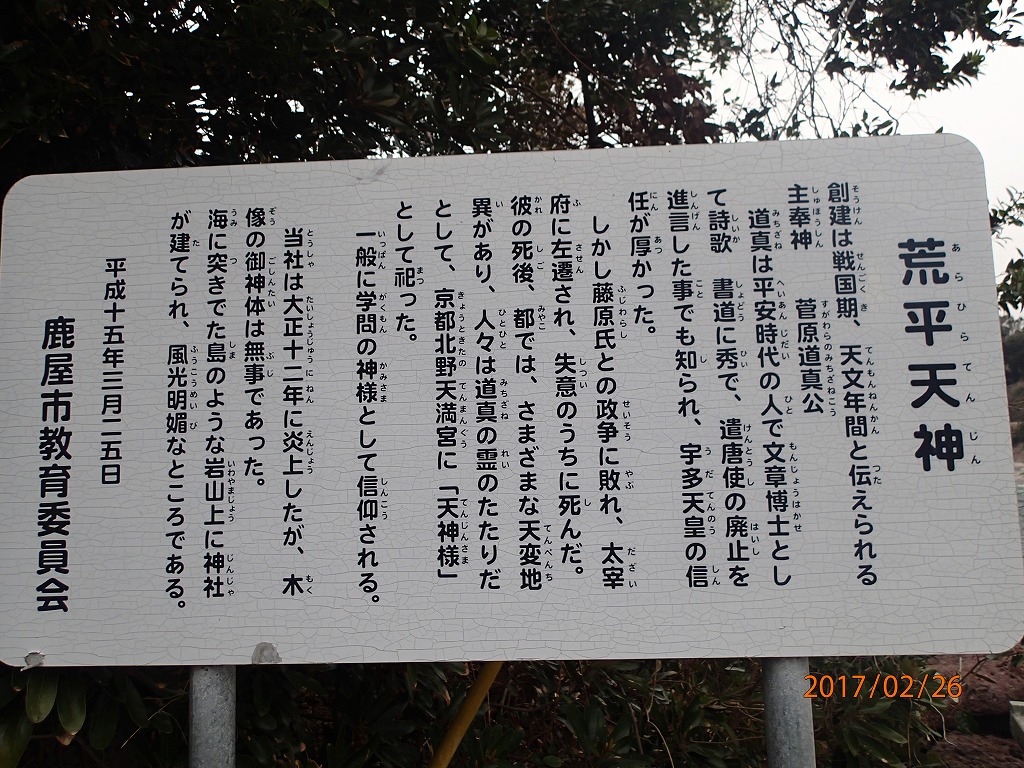 荒平天神
創建は戦国期、天文年間と伝えられる
主奉神　菅原道真公
道真は平安時代の人で文章博士とし
て詩歌　書道に秀で、遣唐使の廃止を
進言した事でも知られ、宇多天皇の信
任が厚かった。
しかし藤原氏との政争に敗れ、太宰
府に左遷され、失意のうちに死んだ。
彼の死後、都では、さまざまな天変地
異があり、人々は道真の霊のたたりだ
として、京都北野天満宮に「天神様」
として祀った。
一般に学問の神様として信仰される。
当社は大正十二年に炎上したが、木
像の御神体は無事であった。
海に突きでた島のような岩山上に神社
が建てられ、風光明媚なところである。
平成十五年三月二五日
鹿屋市教育委員会
2017/02/26